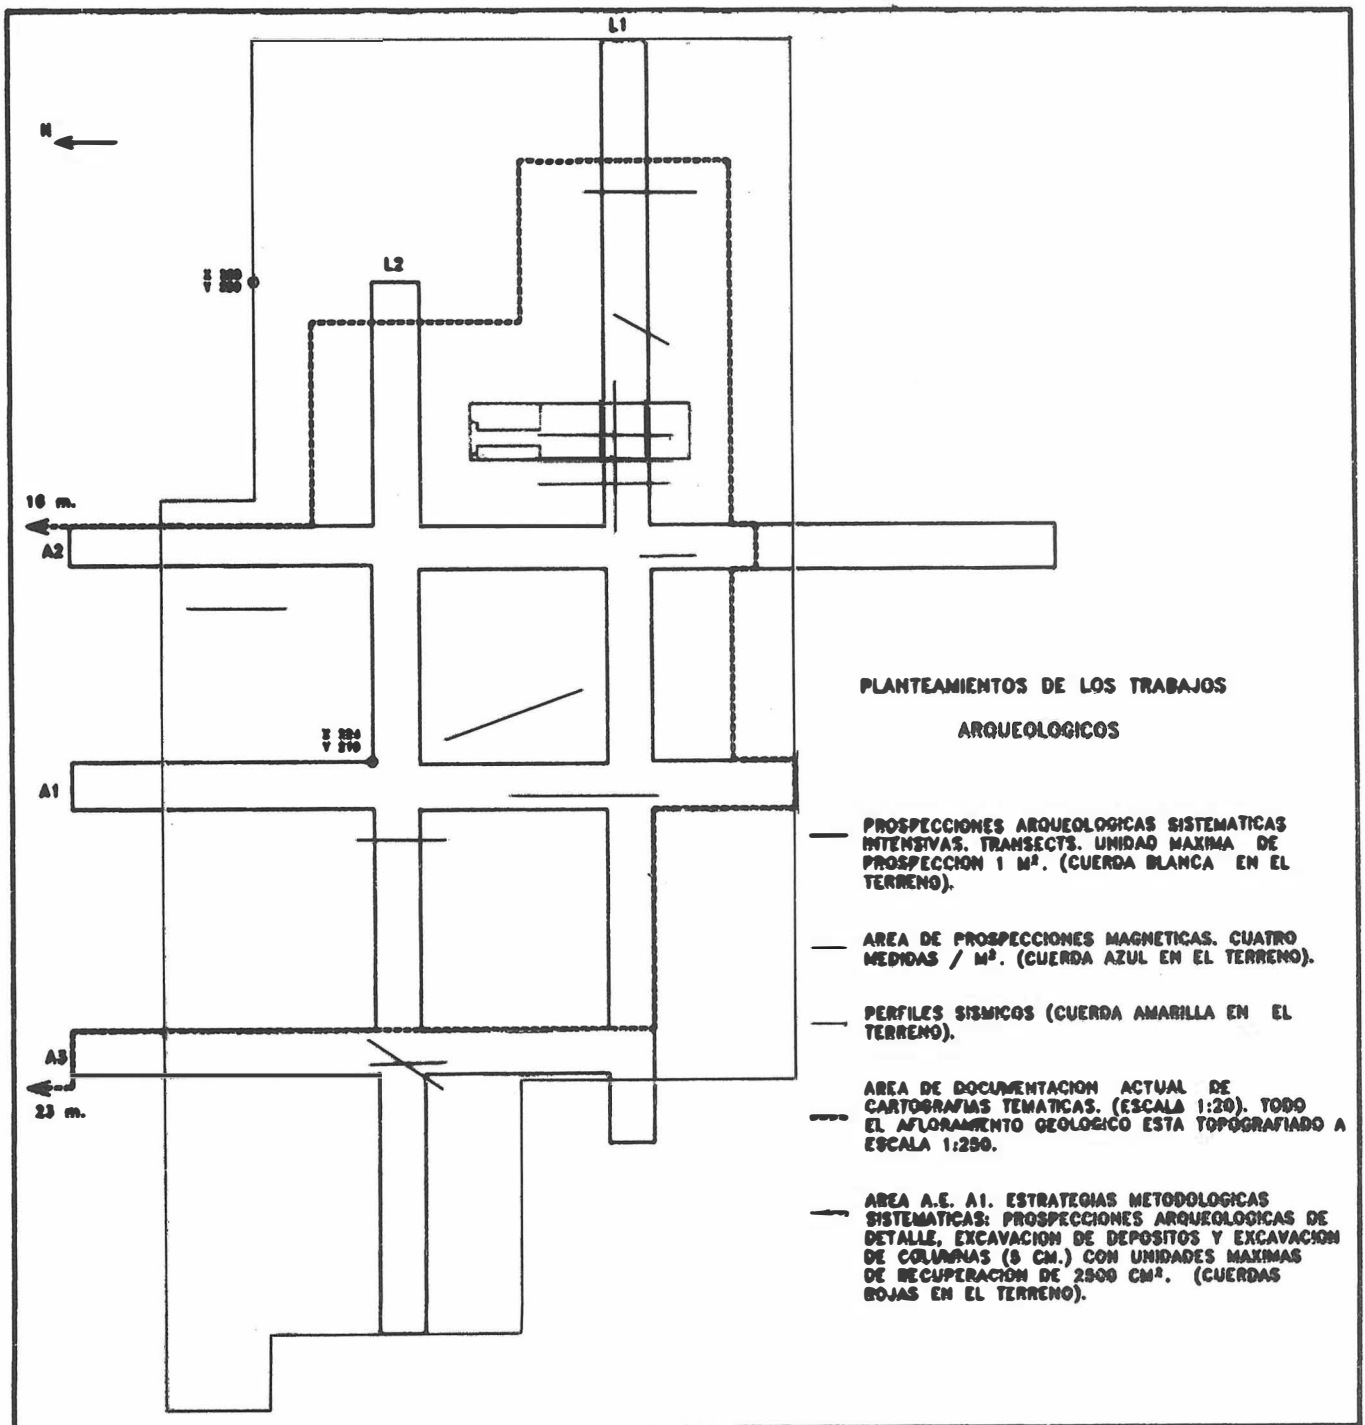 L1
N
L2
16 m.
A2
A1
A3
23 m.
PLANTEAMIENTOS DE LOS TRABAJOS
ARQUEOLOGICOS
PROSPECCIONES ARQUEOLOGICAS SISTEMATICAS
INTENSIVAS. TRANSECTS. UNIDAD MAXIMA DE
PROSPECCION 1 M². (CUERDA BLANCA EN EL
TERRENO).
AREA DE PROSPECCIONES MAGNETICAS. CUATRO
MEDIDAS / M². (CUERDA AZUL EN EL TERRENO).
PERFILES SISMICOS (CUERDA AMARILLA EN EL
TERRENO).
AREA DE DOCUMENTACION ACTUAL DE
CARTOGRAFIAS TEMATICAS. (ESCALA 1:20). TODO
EL AFLORAMIENTO GEOLOGICO ESTA TOPOGRAFIADO A
ESCALA 1:250.
AREA A.E. A1. ESTRATEGIAS METODOLOGICAS
SISTEMATICAS: PROSPECCIONES ARQUEOLOGICAS DE
DETALLE, EXCAVACION DE DEPOSITOS Y EXCAVACION
DE COLUMNAS (5 CM.) CON UNIDADES MAXIMAS
DE RECUPERACION DE 2500 CM². (CUERDAS
ROJAS EN EL TERRENO).